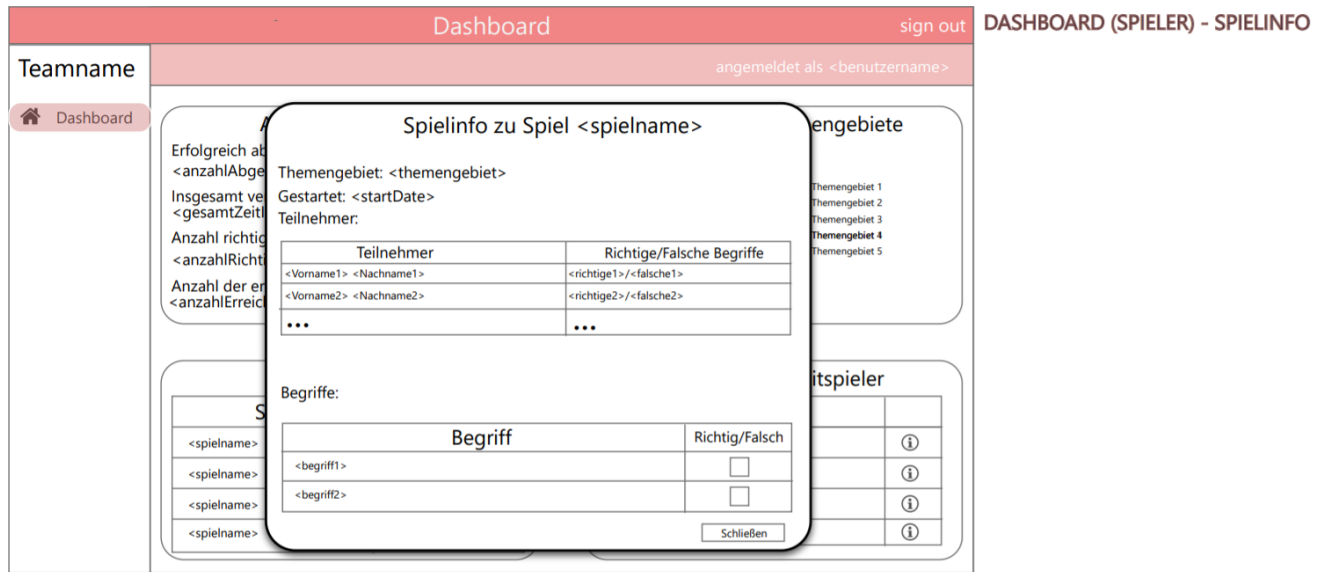 Dashboard
sign out
DASHBOARD (SPIELER) - SPIELINFO
Teamname
angemeldet als <benutzername>
Dashboard
Spielinfo zu Spiel <spielname>
Themengebiet: <themengebiet>
Gestartet: <startDate>
Teilnehmer:
Teilnehmer Richtige/Falsche Begriffe
<Vorname1> <Nachname1> <richtige1>/<falsche1>
<Vorname2> <Nachname2> <richtige2>/<falsche2>
... ...
Begriffe:
Begriff Richtig/Falsch
<begriff1>
<begriff2>
Schließen
Erfolgreich ab
<anzahlAbge
Insgesamt ve
<gesamtZeitI
Anzahl richtig
<anzahlRichti
Anzahl der er
<anzahlErreich
engebiete
Themengebiet 1
Themengebiet 2
Themengebiet 3
Themengebiet 4
Themengebiet 5
S
<spielname>
<spielname>
<spielname>
<spielname>
itspieler